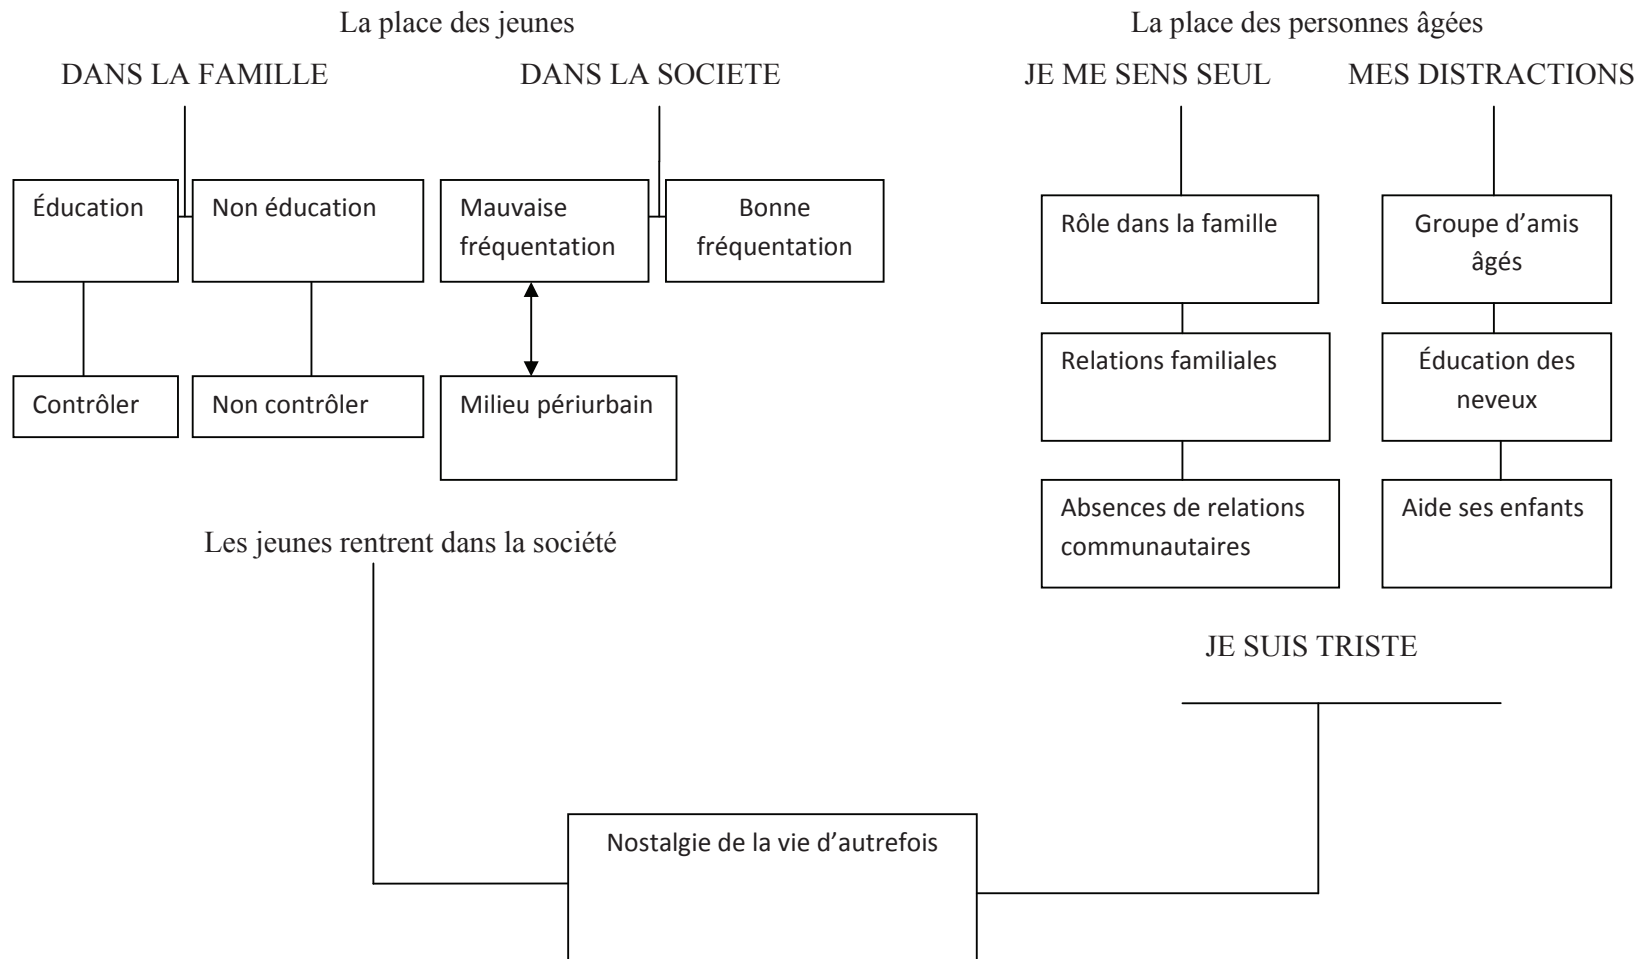 La place des jeunes
La place des personnes âgées
DANS LA FAMILLE
DANS LA SOCIETE
JE ME SENS SEUL
MES DISTRACTIONS
Éducation
Non éducation
Mauvaise
fréquentation
Bonne
fréquentation
Contrôler
Non contrôler
Milieu périurbain
Rôle dans la famille
Groupe d’amis
âgés
Relations familiales
Éducation des
neveux
Absences de relations
communautaires
Aide ses enfants
Les jeunes rentrent dans la société
JE SUIS TRISTE
Nostalgie de la vie d’autrefois